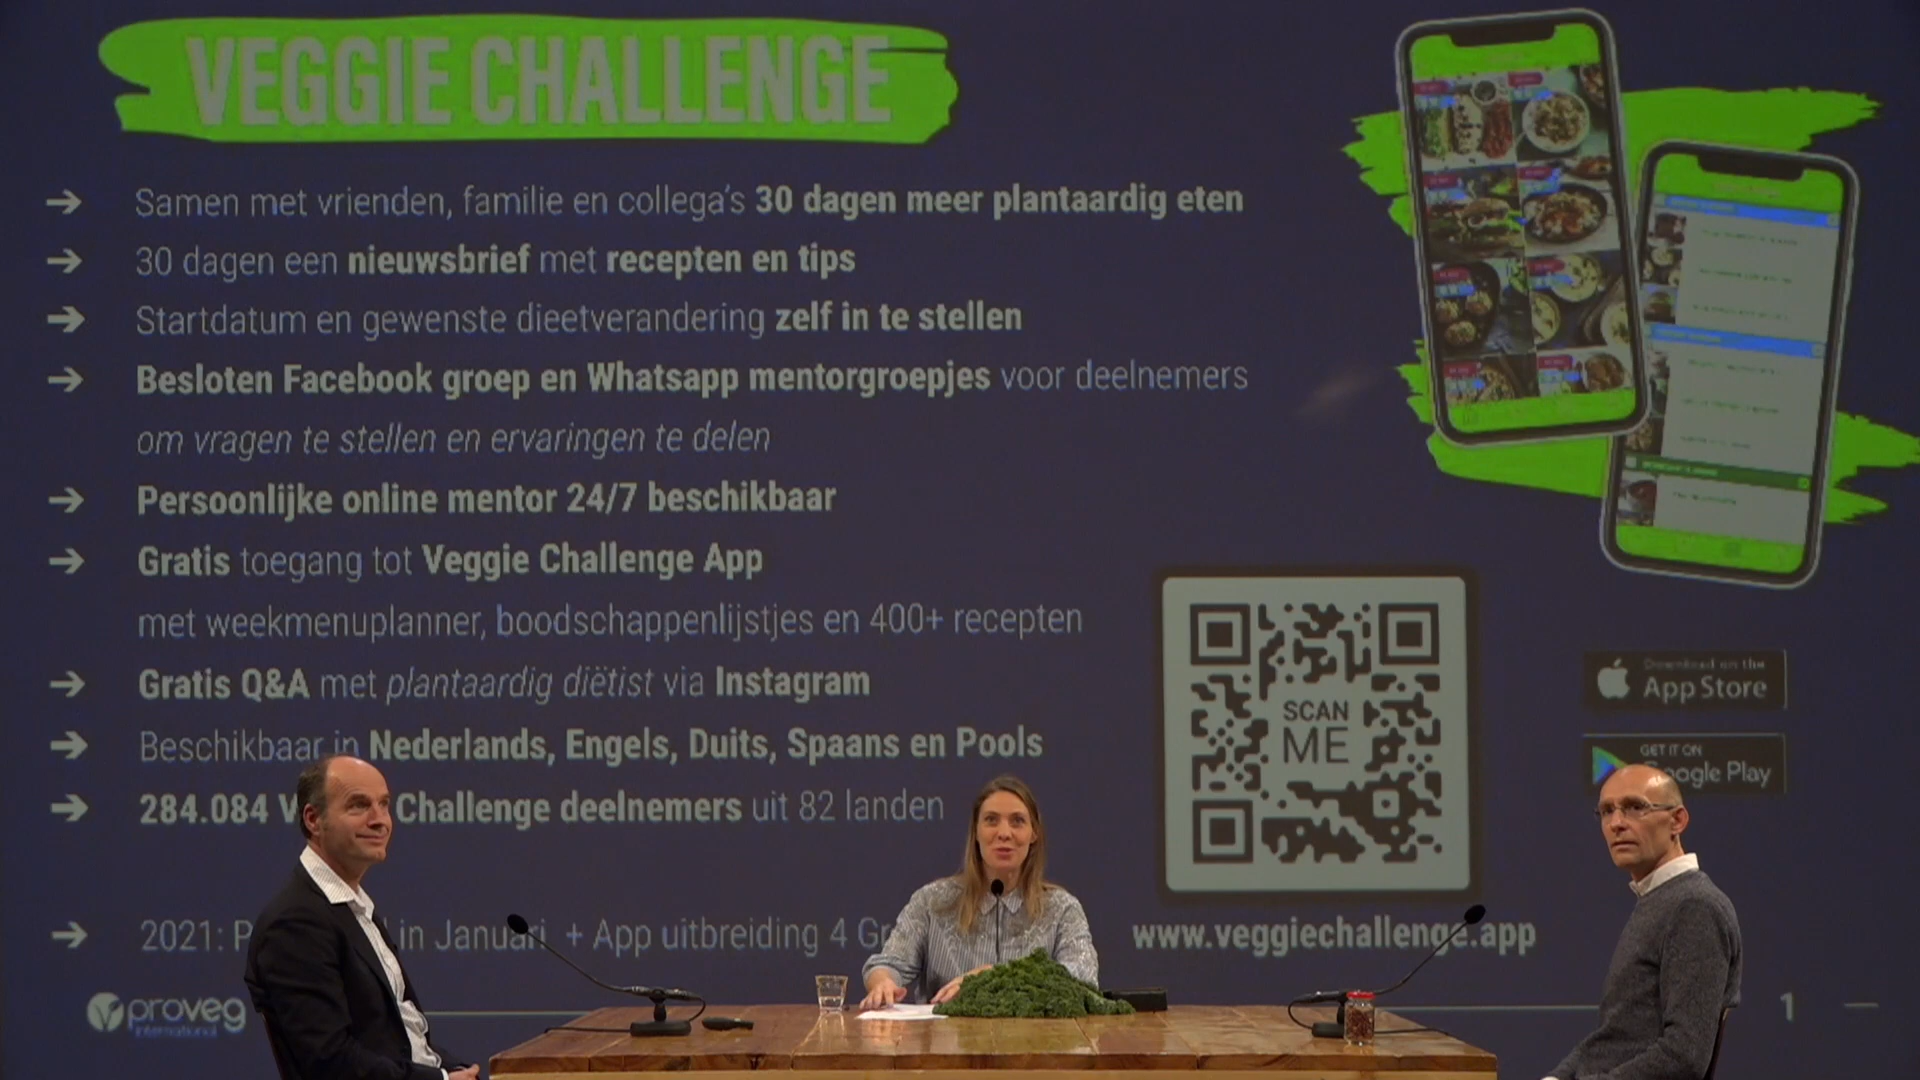 VEGGIE CHALLENGE
→ Samen met vrienden, familie en collega's 30 dagen meer plantaardig eten
→ 30 dagen een nieuwsbrief met recepten en tips
→ Startdatum en gewenste dieetverandering zelf in te stellen
→ Besloten Facebook groep en Whatsapp mentorgroepjes voor deelnemers
om vragen te stellen en ervaringen te delen
→ Persoonlijke online mentor 24/7 beschikbaar
→ Gratis toegang tot Veggie Challenge App
met weekmenuplanner, boodschappenlijstjes en 400+ recepten
→ Gratis Q&A met plantaardig diëtist via Instagram
→ Beschikbaar in Nederlands, Engels, Duits, Spaans en Pools
→ 284.084 Challenge deelnemers uit 82 landen
→ 2021: in Januari + App uitbreiding 4
SCAN
ME
www.veggiechallenge.app
Download on the
App Store
GET IT ON
Google Play
proveg
international
1